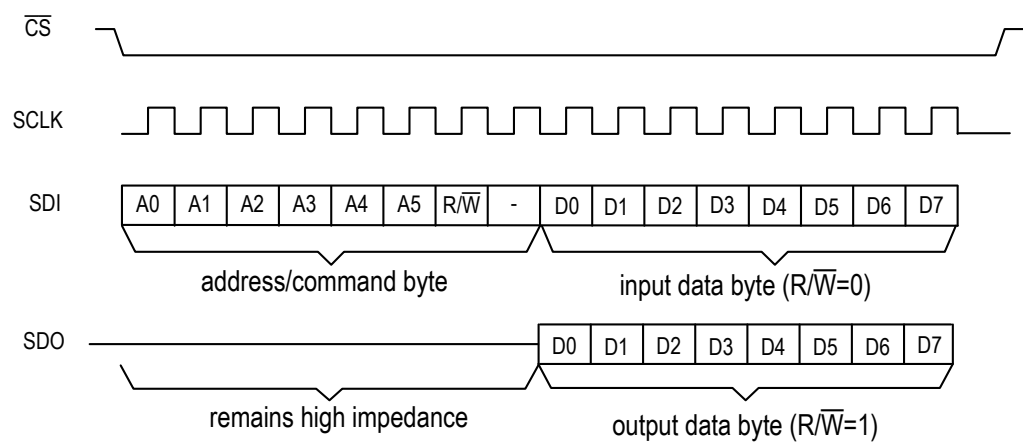 C̅S̅
SCLK
SDI A0 A1 A2 A3 A4 A5 R/W̅ - D0 D1 D2 D3 D4 D5 D6 D7
address/command byte input data byte (R/W̅=0)
SDO D0 D1 D2 D3 D4 D5 D6 D7
remains high impedance output data byte (R/W̅=1)